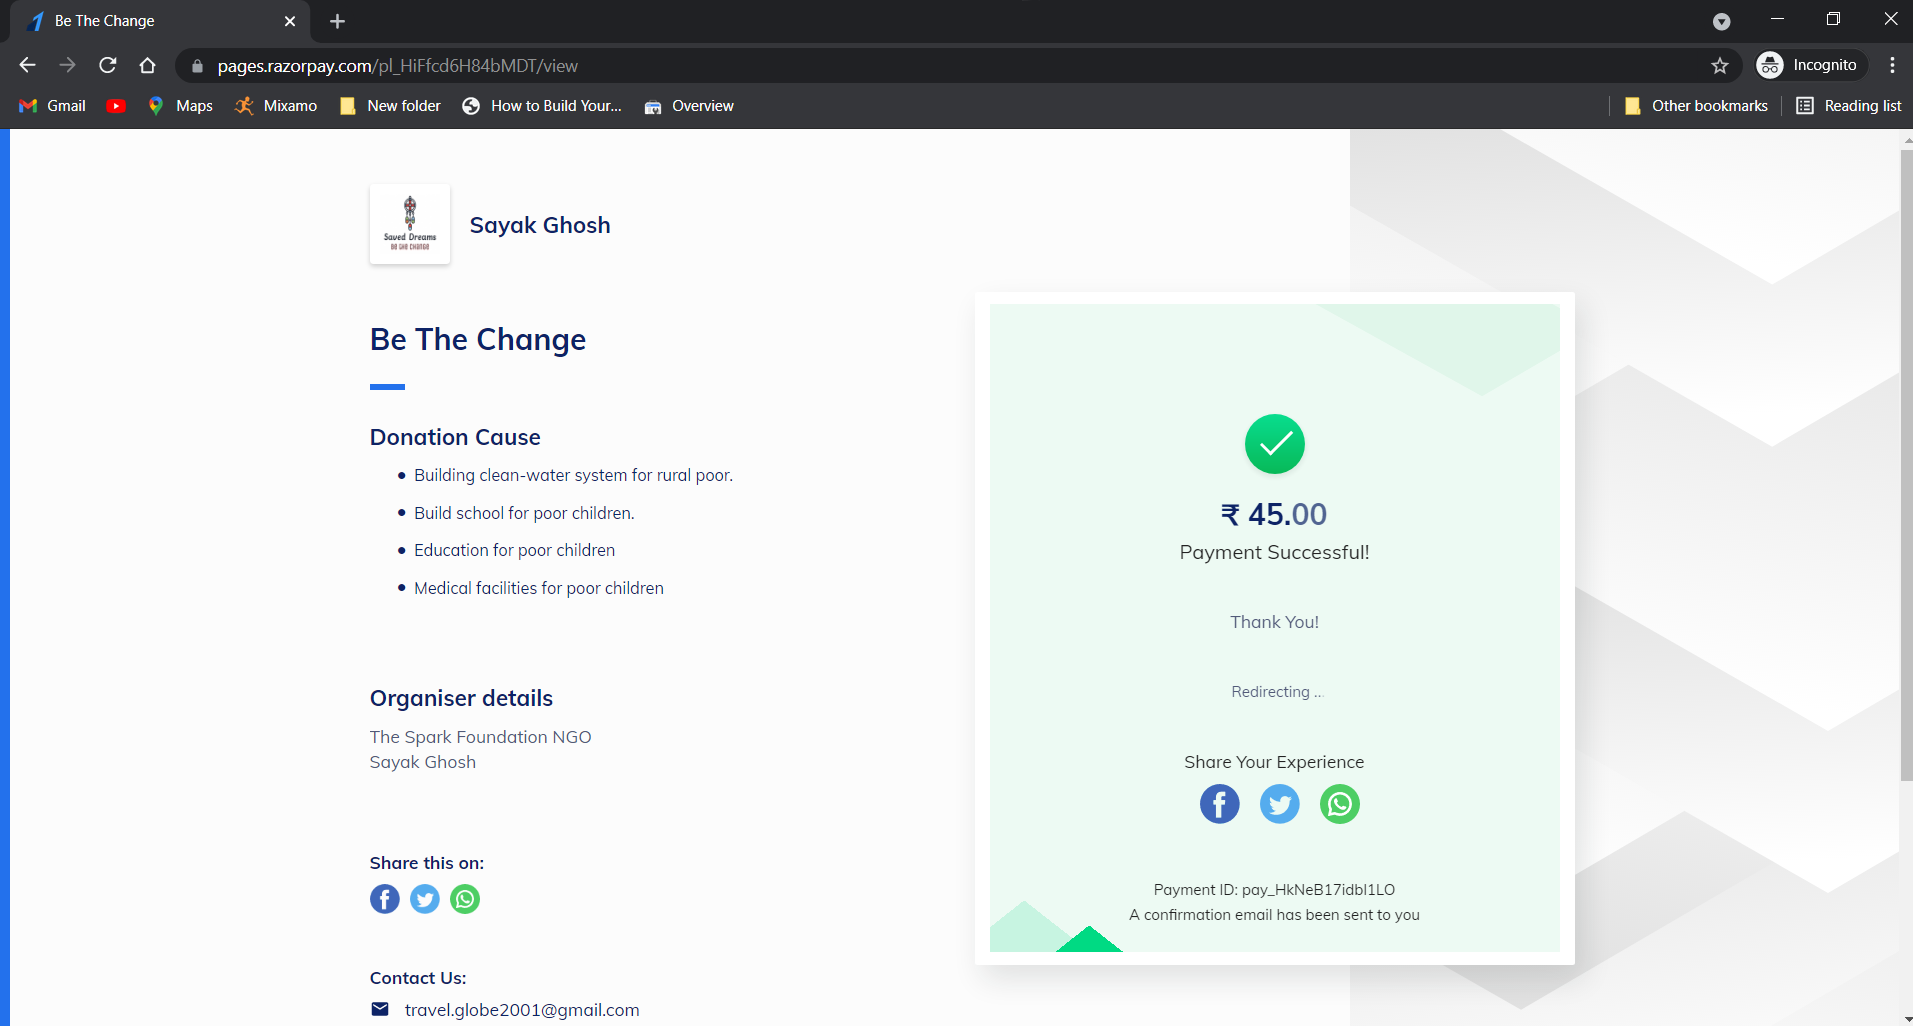 Be The Change
pages.razorpay.com/pl_HiFfcd6H84bMDT/view
Incognito
Gmail
Maps
Mixamo
New folder
How to Build Your...
Overview
Other bookmarks
Reading list
Saved Dreams
BE THE CHANGE
Sayak Ghosh
Be The Change
Donation Cause
Building clean-water system for rural poor.
Build school for poor children.
Education for poor children
Medical facilities for poor children
Organiser details
The Spark Foundation NGO
Sayak Ghosh
Share this on:
Contact Us:
travel.globe2001@gmail.com
₹ 45.00
Payment Successful!
Thank You!
Redirecting ..
Share Your Experience
Payment ID: pay_HkNeB17idbI1LO
A confirmation email has been sent to you